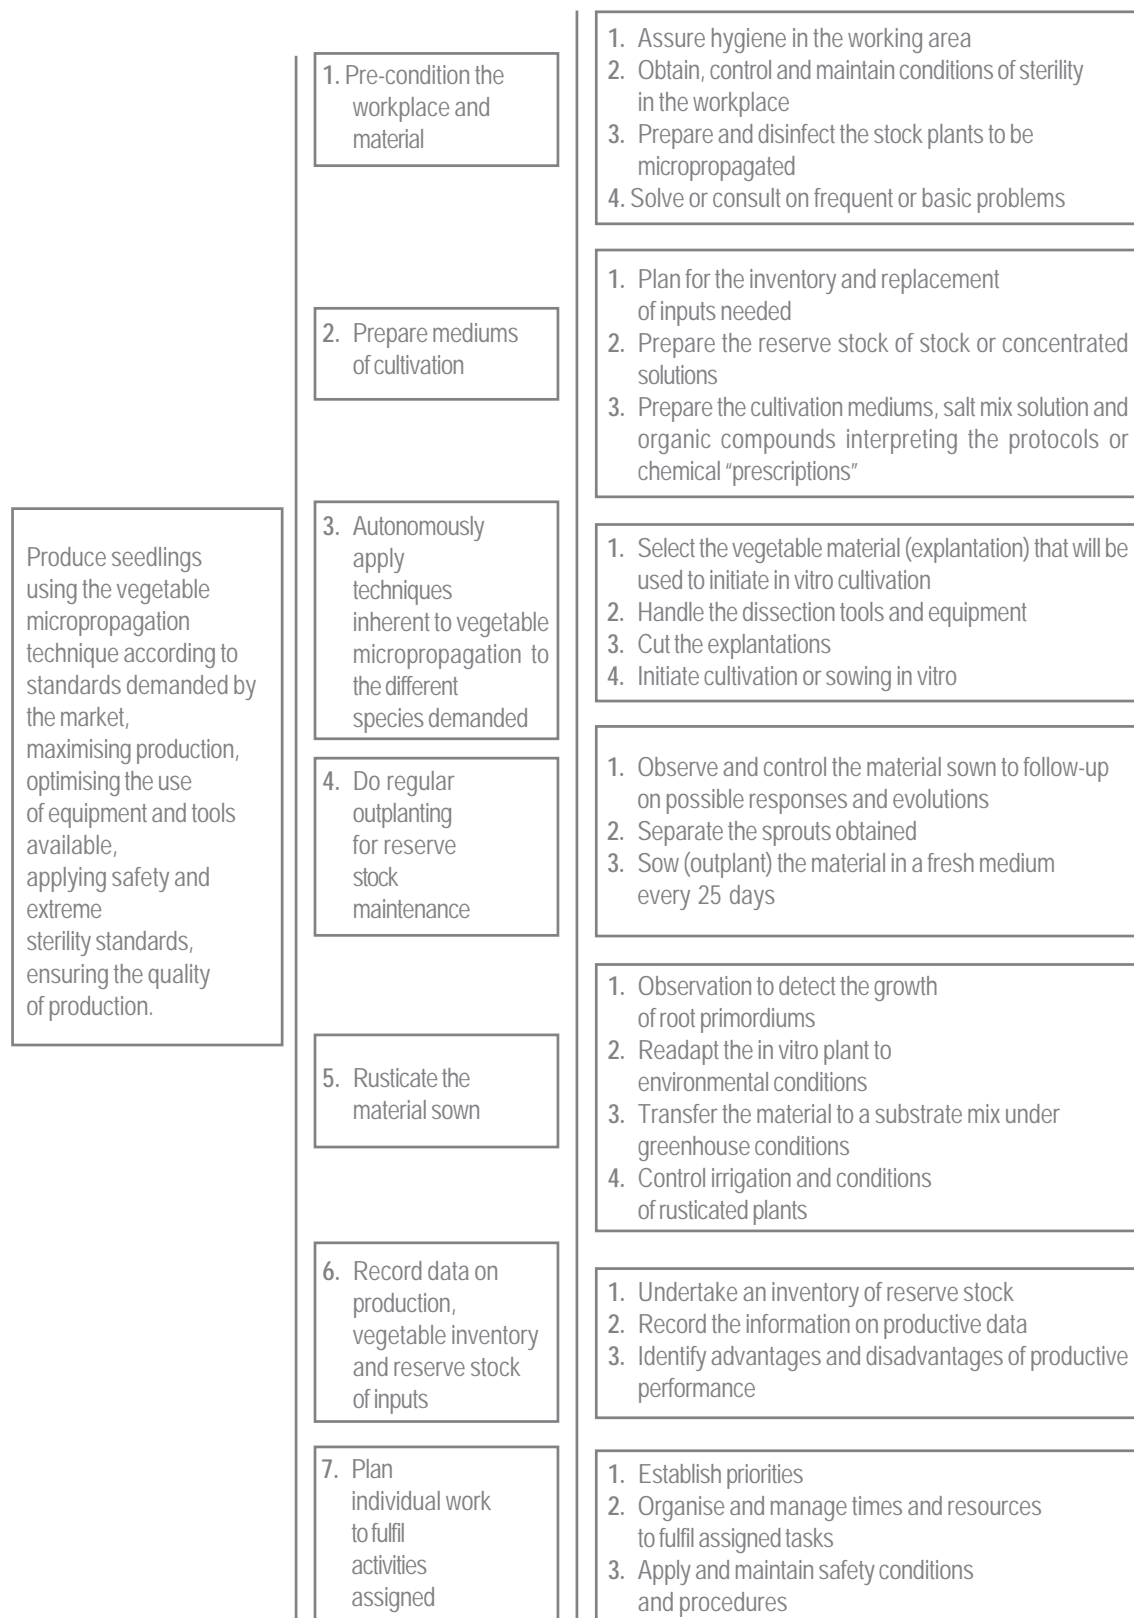 Produce seedlings
using the vegetable
micropropagation
technique according to
standards demanded by
the market,
maximising production,
optimising the use
of equipment and tools
available,
applying safety and
extreme
sterility standards,
ensuring the quality
of production.
1. Pre-condition the
workplace and
material
1. Assure hygiene in the working area
2. Obtain, control and maintain conditions of sterility
in the workplace
3. Prepare and disinfect the stock plants to be
micropropagated
4. Solve or consult on frequent or basic problems
2. Prepare mediums
of cultivation
1. Plan for the inventory and replacement
of inputs needed
2. Prepare the reserve stock of stock or concentrated
solutions
3. Prepare the cultivation mediums, salt mix solution and
organic compounds interpreting the protocols or
chemical “prescriptions”
3. Autonomously
apply
techniques
inherent to vegetable
micropropagation to
the different
species demanded
1. Select the vegetable material (explantation) that will be
used to initiate in vitro cultivation
2. Handle the dissection tools and equipment
3. Cut the explantations
4. Initiate cultivation or sowing in vitro
4. Do regular
outplanting
for reserve
stock
maintenance
1. Observe and control the material sown to follow-up
on possible responses and evolutions
2. Separate the sprouts obtained
3. Sow (outplant) the material in a fresh medium
every 25 days
5. Rusticate the
material sown
1. Observation to detect the growth
of root primordiums
2. Readapt the in vitro plant to
environmental conditions
3. Transfer the material to a substrate mix under
greenhouse conditions
4. Control irrigation and conditions
of rusticated plants
6. Record data on
production,
vegetable inventory
and reserve stock
of inputs
1. Undertake an inventory of reserve stock
2. Record the information on productive data
3. Identify advantages and disadvantages of productive
performance
7. Plan
individual work
to fulfil
activities
assigned
1. Establish priorities
2. Organise and manage times and resources
to fulfil assigned tasks
3. Apply and maintain safety conditions
and procedures